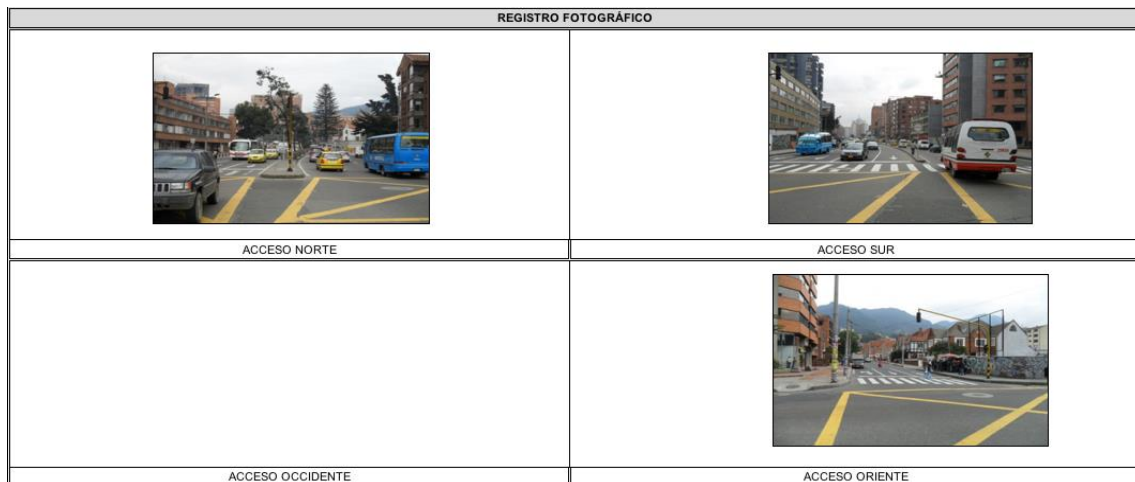 REGISTRO FOTOGRÁFICO
ACCESO NORTE
ACCESO SUR
ACCESO OCCIDENTE
ACCESO ORIENTE